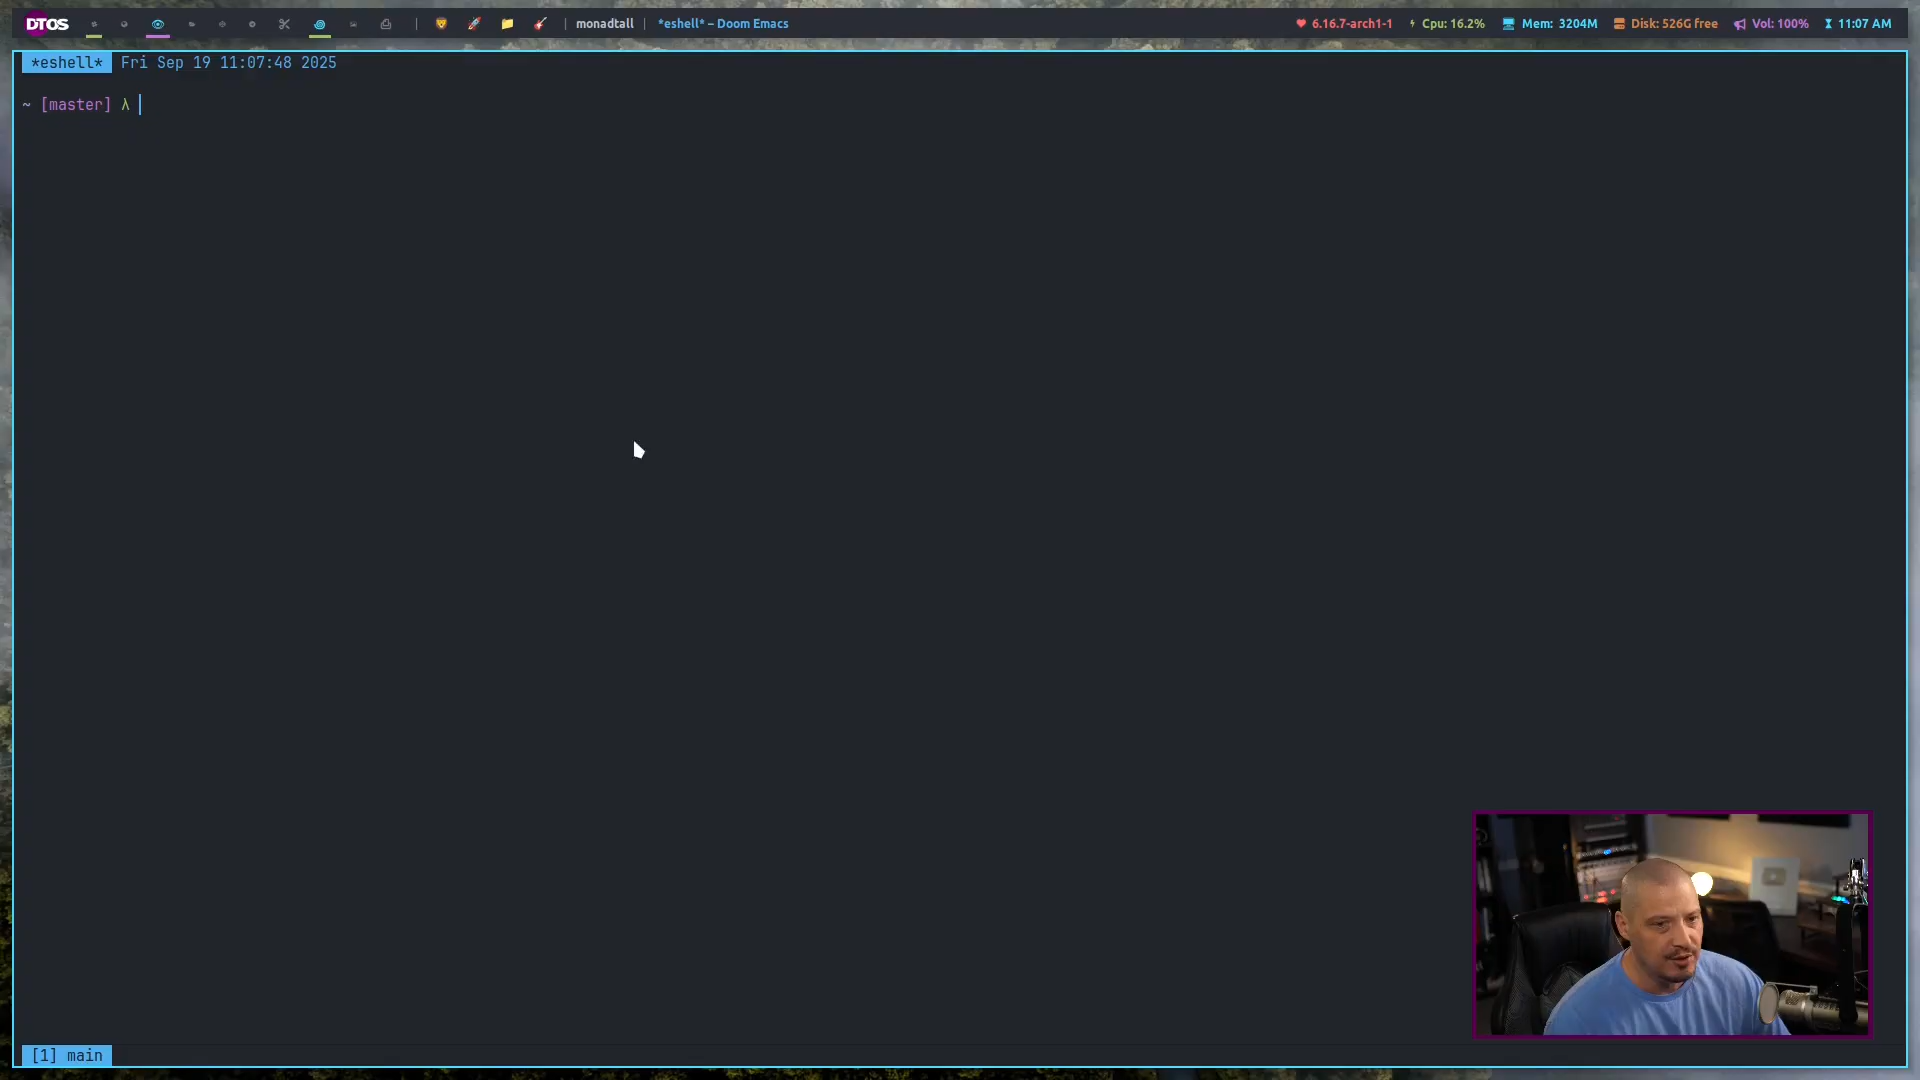 DTOS | monadtall | *eshell* – Doom Emacs 6.16.7-arch1-1 Cpu: 16.2% Mem: 3204M Disk: 526G free Vol: 100% 11:07 AM
*eshell* Fri Sep 19 11:07:48 2025
~ [master] λ
[1] main